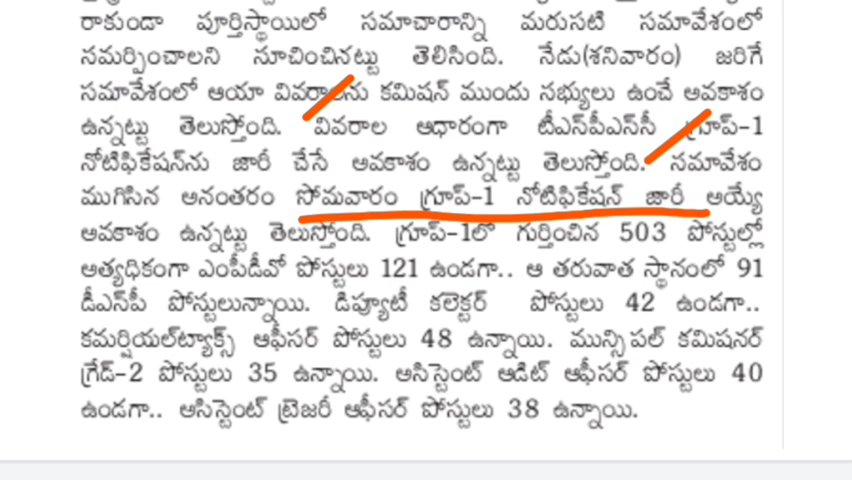 రాకుండా పూర్తిస్థాయిలో సమాచారాన్ని మరుసటి సమావేశంలో
సమర్పించాలని సూచించినట్టు తెలిసింది. నేడు(శనివారం) జరిగే
సమావేశంలో ఆయా వివరాలను కమిషన్ ముందు సభ్యులు ఉంచే అవకాశం
ఉన్నట్టు తెలుస్తోంది. వివరాల ఆధారంగా టీఎస్‌పీఎస్‌సీ గ్రూప్-1
నోటిఫికేషన్‌ను జారీ చేసే అవకాశం ఉన్నట్టు తెలుస్తోంది. సమావేశం
ముగిసిన అనంతరం సోమవారం గ్రూప్-1 నోటిఫికేషన్ జారీ అయ్యే
అవకాశం ఉన్నట్టు తెలుస్తోంది. గ్రూప్-1లో గుర్తించిన 503 పోస్టుల్లో
అత్యధికంగా ఎంపీడీవో పోస్టులు 121 ఉండగా.. ఆ తరువాత స్థానంలో 91
డీఎస్‌పీ పోస్టులున్నాయి. డిప్యూటీ కలెక్టర్ పోస్టులు 42 ఉండగా..
కమర్షియల్‌ట్యాక్స్ ఆఫీసర్ పోస్టులు 48 ఉన్నాయి. మున్సిపల్ కమిషనర్
గ్రేడ్-2 పోస్టులు 35 ఉన్నాయి. అసిస్టెంట్ ఆడిట్ ఆఫీసర్ పోస్టులు 40
ఉండగా.. అసిస్టెంట్ ట్రెజరీ ఆఫీసర్ పోస్టులు 38 ఉన్నాయి.